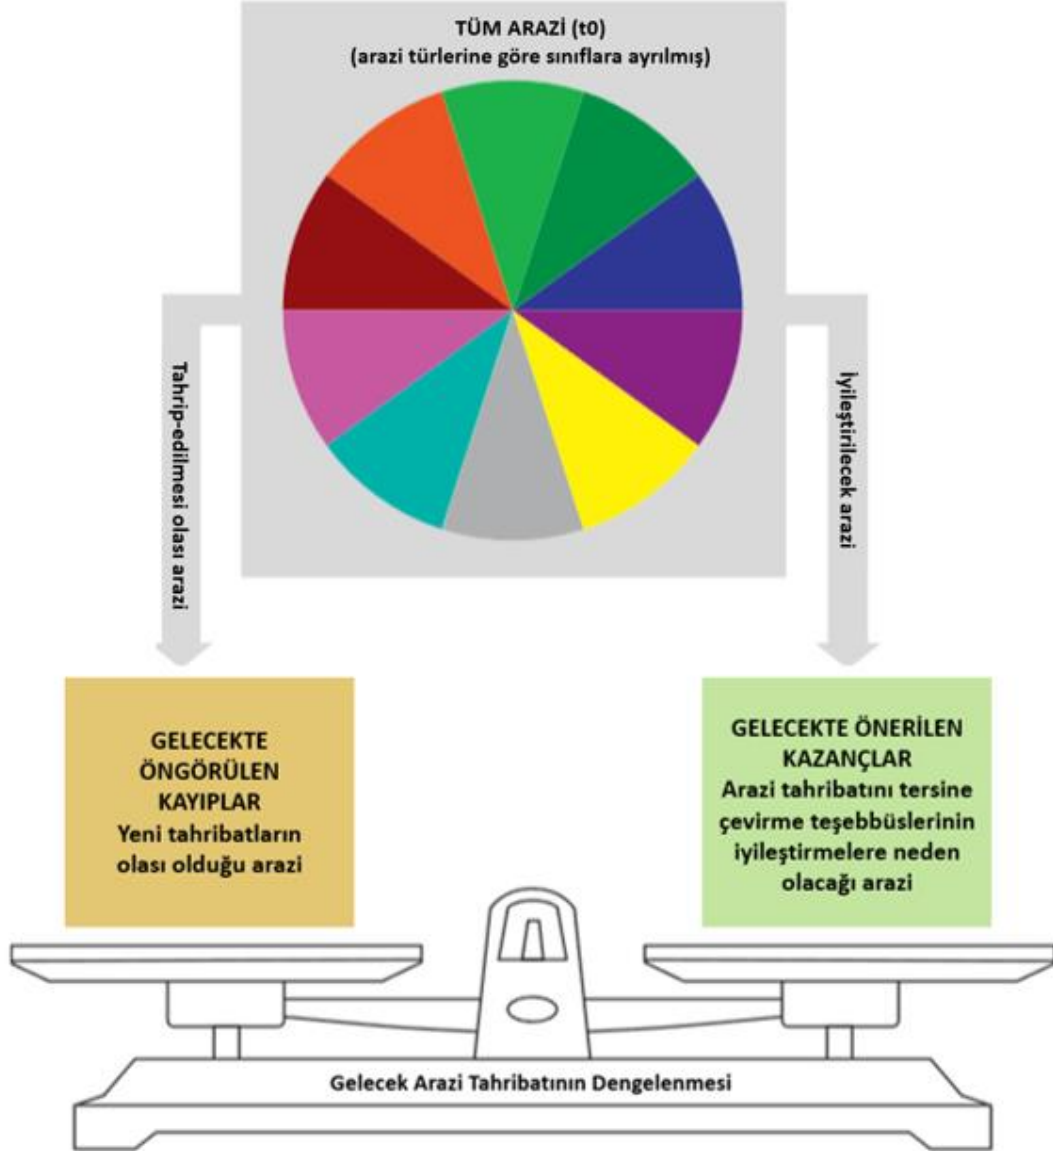 TÜM ARAZİ (t0)
(arazi türlerine göre sınıflara ayrılmış)
Tahrip-edilmesi olası arazi
İyileştirilecek arazi
GELECEKTE
ÖNGÖRÜLEN
KAYIPLAR
Yeni tahribatların
olası olduğu arazi
GELECEKTE ÖNERİLEN
KAZANÇLAR
Arazi tahribatını tersine
çevirme teşebbüslerinin
iyileştirmelere neden
olacağı arazi
Gelecek Arazi Tahribatının Dengelenmesi